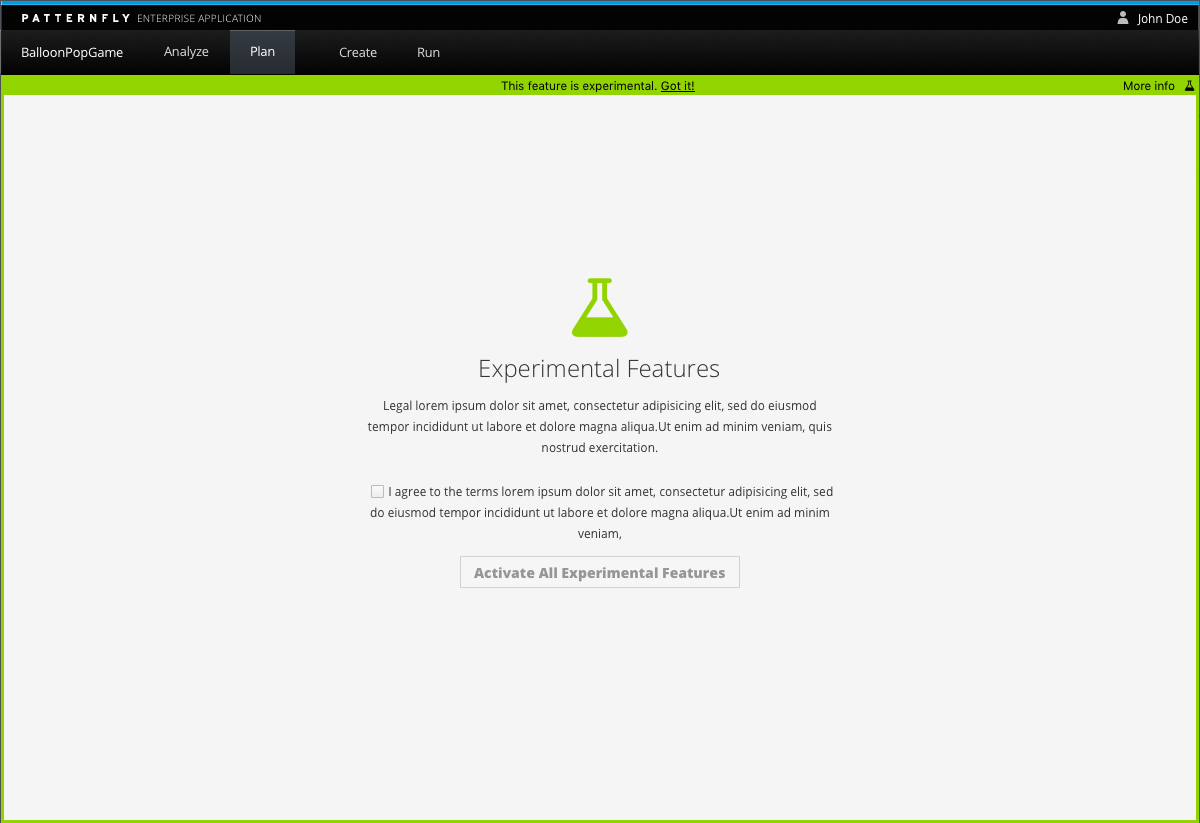 PATTERNFLY ENTERPRISE APPLICATION
John Doe
BalloonPopGame Analyze Plan Create Run
This feature is experimental. Got it!
More info
Experimental Features
Legal lorem ipsum dolor sit amet, consectetur adipisicing elit, sed do eiusmod
tempor incididunt ut labore et dolore magna aliqua.Ut enim ad minim veniam, quis
nostrud exercitation.
I agree to the terms lorem ipsum dolor sit amet, consectetur adipisicing elit, sed
do eiusmod tempor incididunt ut labore et dolore magna aliqua.Ut enim ad minim
veniam,
Activate All Experimental Features